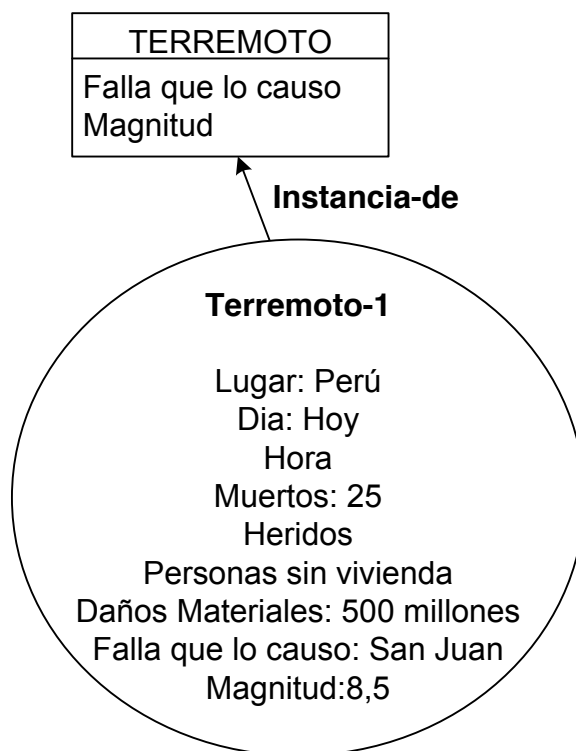 TERREMOTO
Falla que lo causo
Magnitud
Instancia-de
Terremoto-1
Lugar: Perú
Dia: Hoy
Hora
Muertos: 25
Heridos
Personas sin vivienda
Daños Materiales: 500 millones
Falla que lo causo: San Juan
Magnitud:8,5